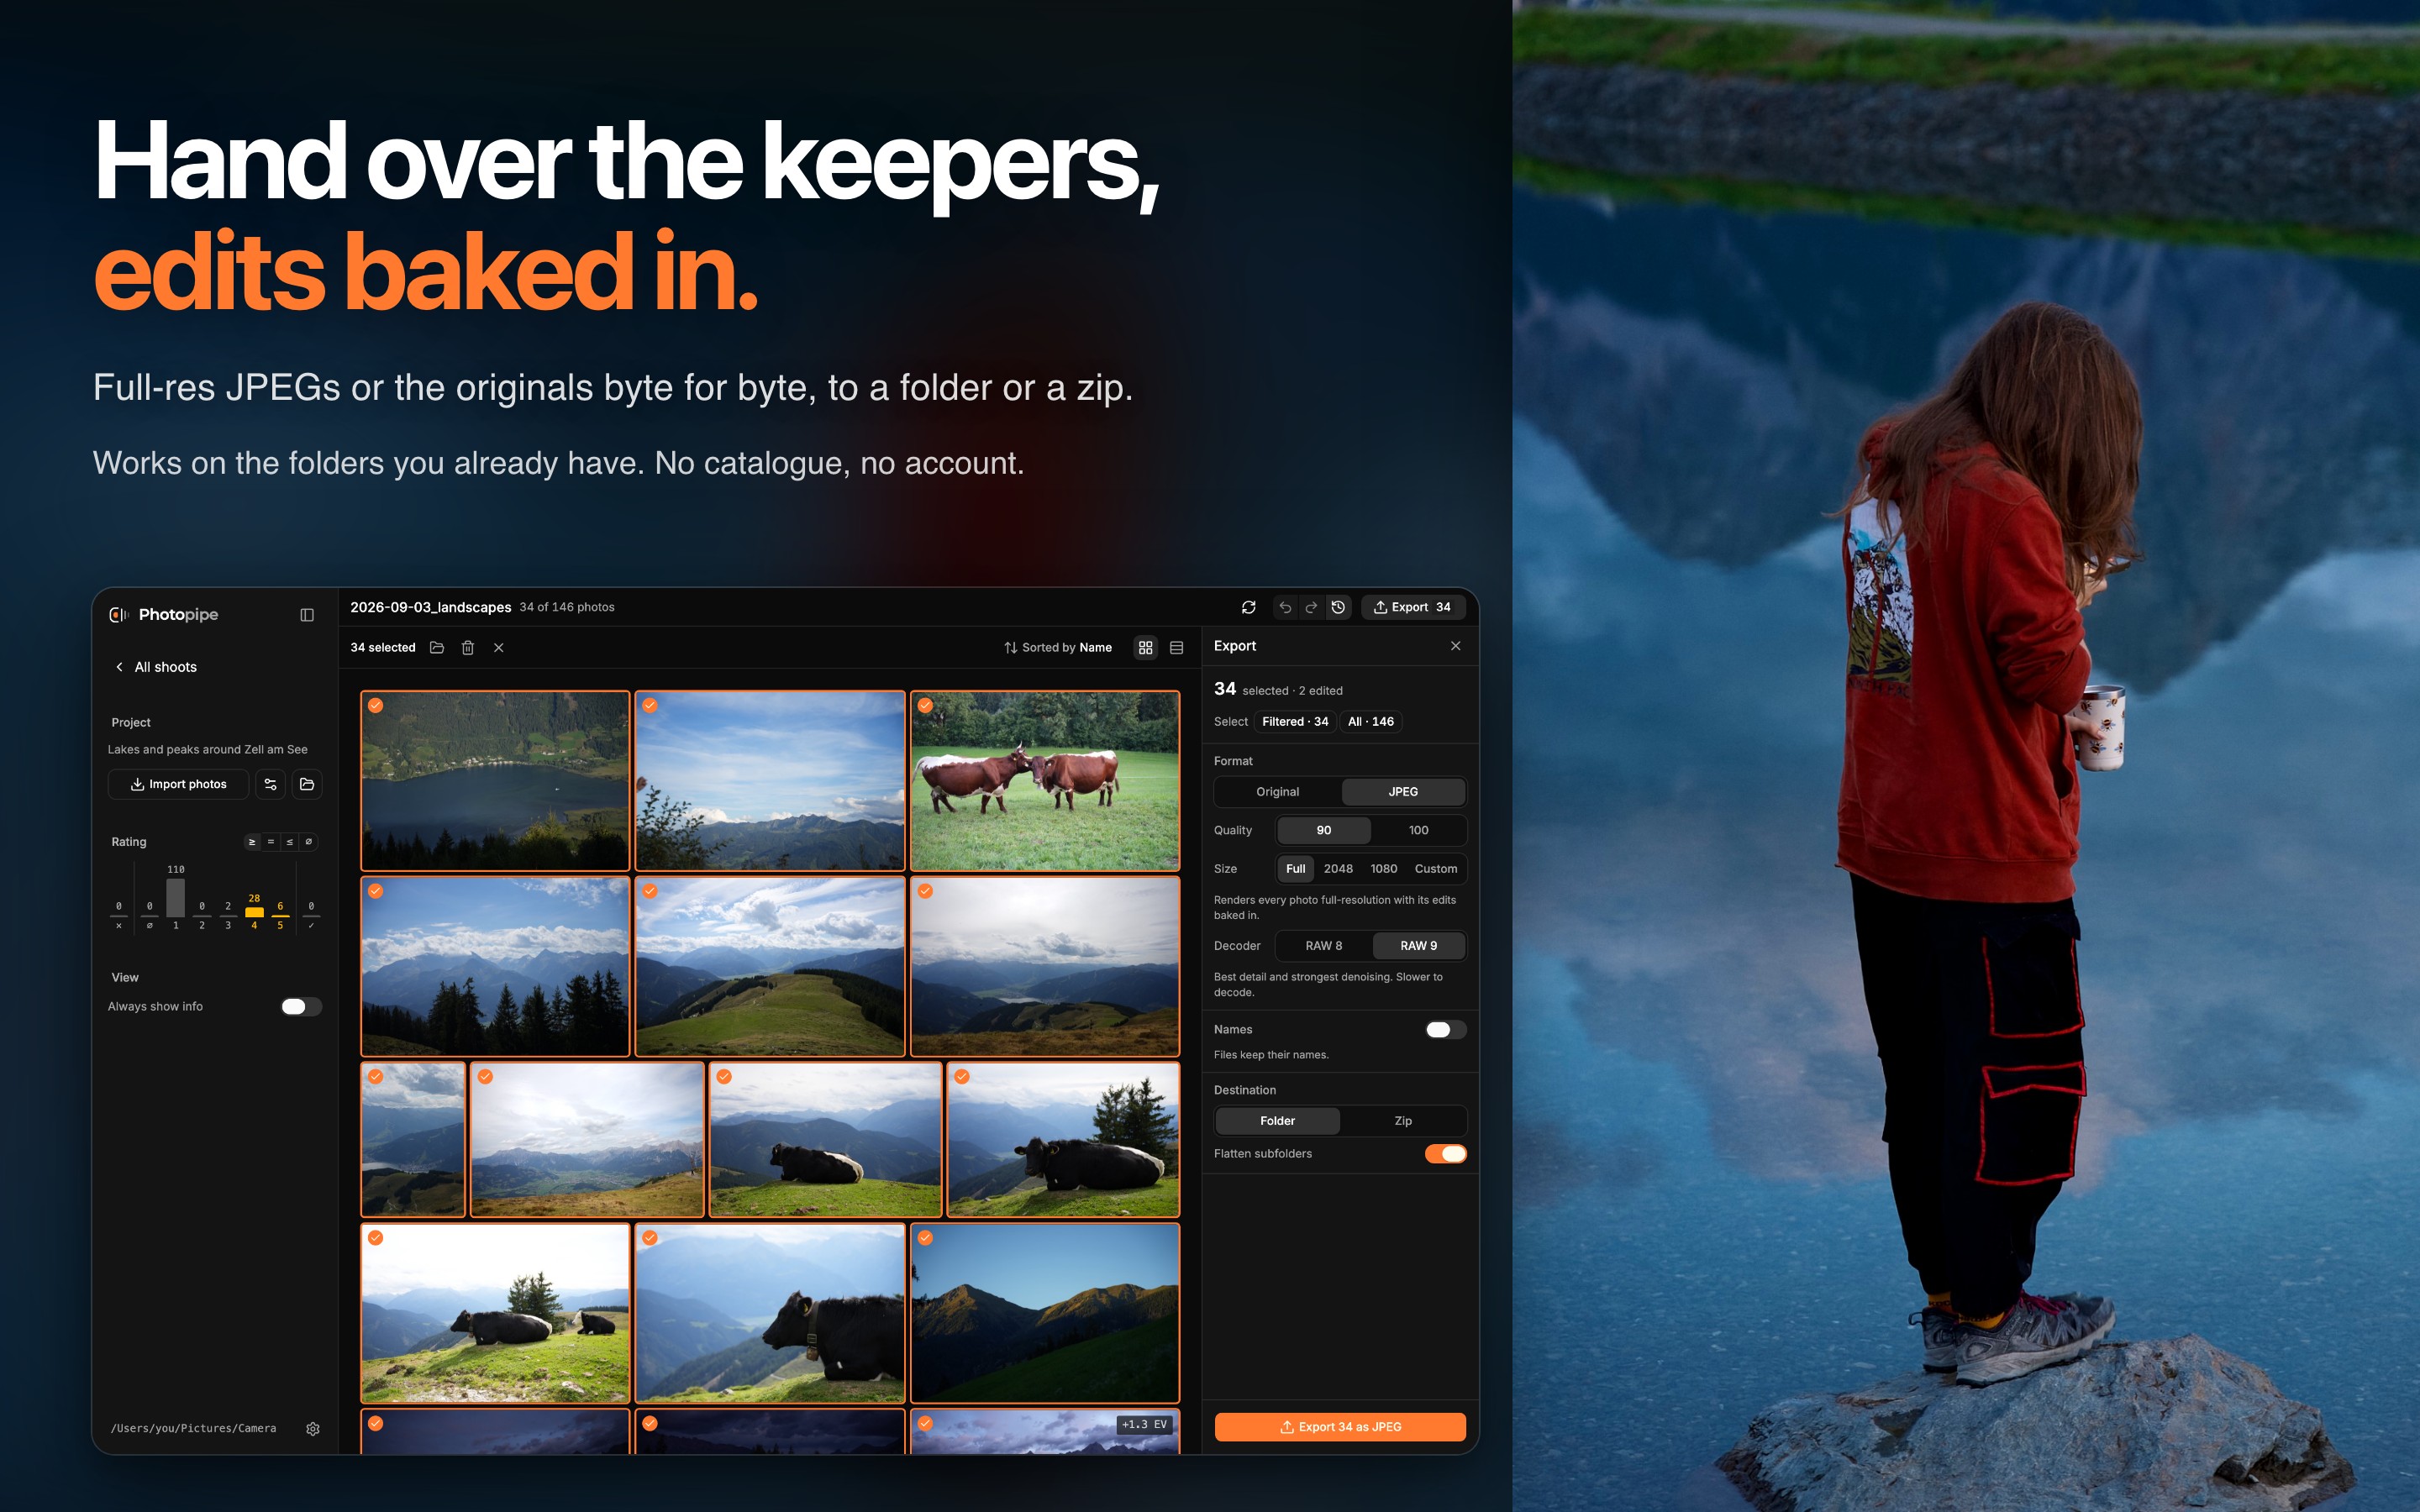 Hand over the keepers,
edits baked in.
Full-res JPEGs or the originals byte for byte, to a folder or a zip.
Works on the folders you already have. No catalogue, no account.
Photopipe
2026-09-03_landscapes 34 of 146 photos
Export 34
All shoots
34 selected
Sorted by Name
Project
Lakes and peaks around Zell am See
Import photos
Rating
≥ = ≤ ∅
110
0 0 0 2 28 6 0
× ∅ 1 2 3 4 5 ✓
View
Always show info
/Users/you/Pictures/Camera
+1.3 EV
Export
34 selected · 2 edited
Select Filtered · 34 All · 146
Format
Original JPEG
Quality 90 100
Size Full 2048 1080 Custom
Renders every photo full-resolution with its edits
baked in.
Decoder RAW 8 RAW 9
Best detail and strongest denoising. Slower to
decode.
Names
Files keep their names.
Destination
Folder Zip
Flatten subfolders
Export 34 as JPEG